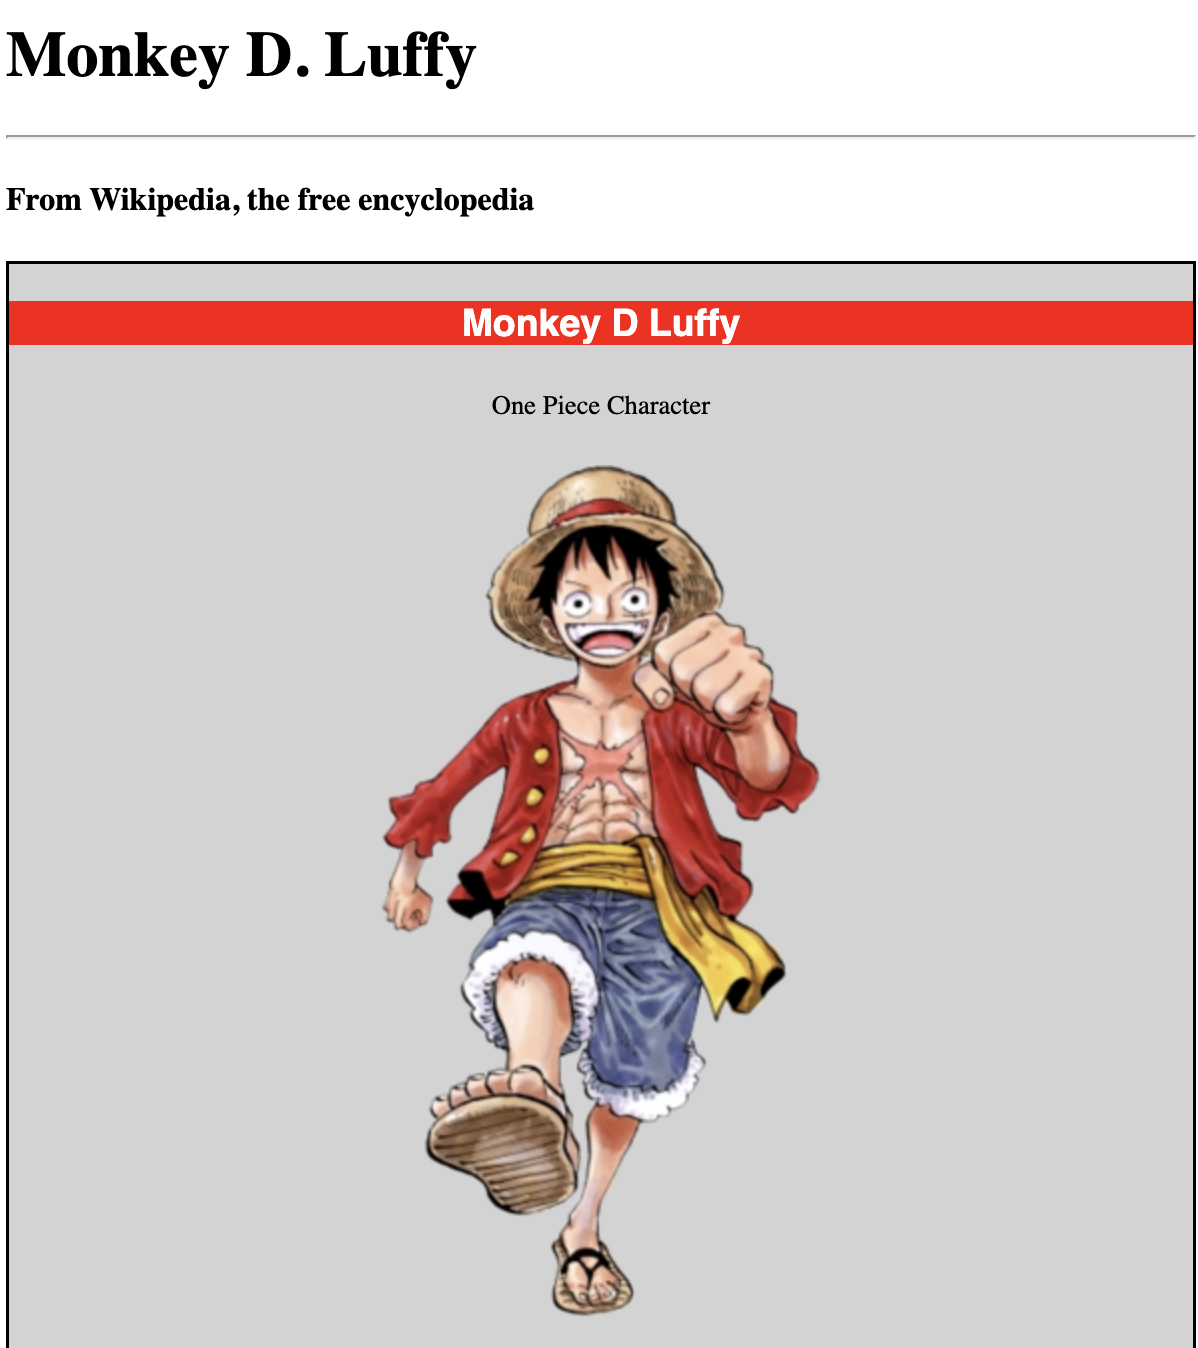 Monkey D. Luffy
From Wikipedia, the free encyclopedia
Monkey D Luffy
One Piece Character